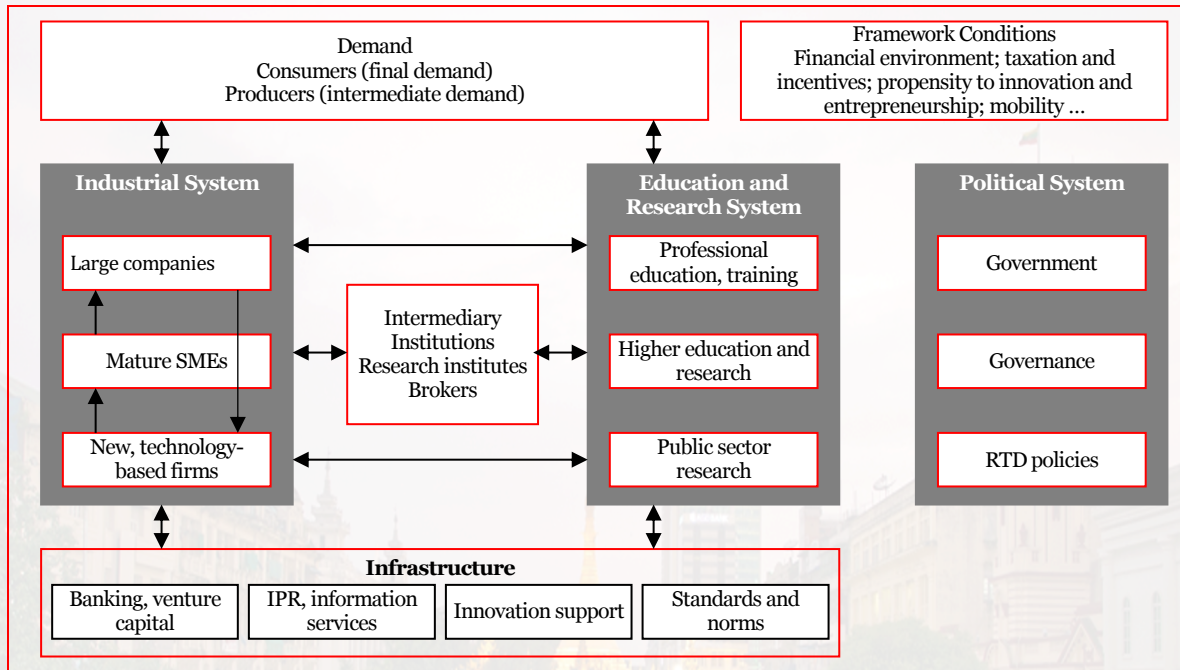 Demand
Consumers (final demand)
Producers (intermediate demand)
Framework Conditions
Financial environment; taxation and
incentives; propensity to innovation and
entrepreneurship; mobility ...
Industrial System
Large companies
Mature SMEs
New, technology-
based firms
Intermediary
Institutions
Research institutes
Brokers
Education and
Research System
Professional
education, training
Higher education and
research
Public sector
research
Political System
Government
Governance
RTD policies
Infrastructure
Banking, venture
capital
IPR, information
services
Innovation support
Standards and
norms